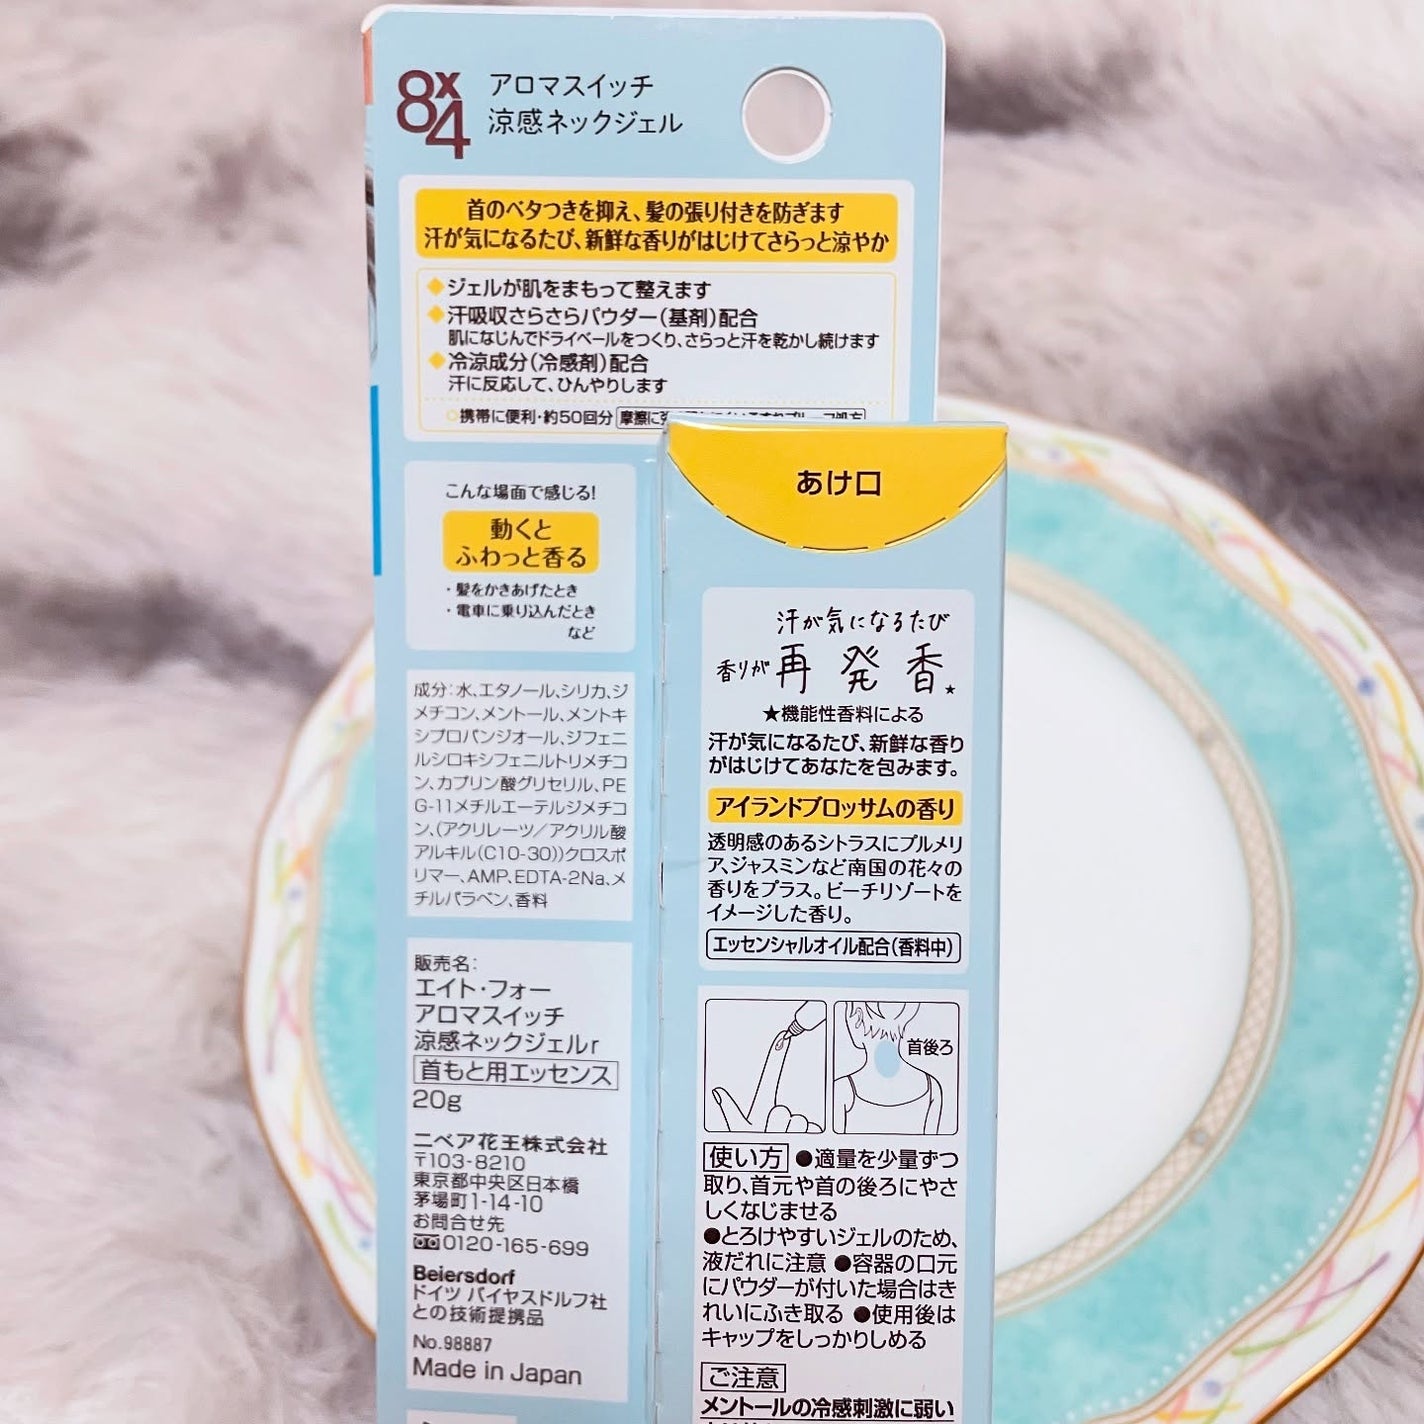 8x4
アロマスイッチ
涼感ネックジェル
首のベタつきを抑え、髪の張り付きを防ぎます
汗が気になるたび、新鮮な香りがはじけてさらっと涼やか
◆ジェルが肌をまもって整えます
◆汗吸収さらさらパウダー(基剤)配合
肌になじんでドライベールをつくり、さらっと汗を乾かし続けます
◆冷涼成分(冷感剤)配合
汗に反応して、ひんやりします
○携帯に便利・約50回分 摩擦に
こんな場面で感じる!
動くと
ふわっと香る
・髪をかきあげたとき
・電車に乗り込んだとき
など
成分:水、エタノール、シリカ、ジ
メチコン、メントール、メントキ
シプロパンジオール、ジフェニ
ルシロキシフェニルトリメチコ
ン、カプリン酸グリセリル、PE
G-11メチルエーテルジメチコ
ン、(アクリレーツ/アクリル酸
アルキル(C10-30))クロスポ
リマー、AMP、EDTA-2Na、メ
チルパラベン、香料
販売名:
エイト・フォー
アロマスイッチ
涼感ネックジェルr
首もと用エッセンス
20g
ニベア花王株式会社
〒103-8210
東京都中央区日本橋
茅場町1-14-10
お問合せ先
0120-165-699
Beiersdorf
ドイツ バイヤスドルフ社
との技術提携品
No.98887
Made in Japan
あけ口
汗が気になるたび
香りが再発香★
★機能性香料による
汗が気になるたび、新鮮な香り
がはじけてあなたを包みます。
アイランドブロッサムの香り
透明感のあるシトラスにプルメリ
ア、ジャスミンなど南国の花々の
香りをプラス。ビーチリゾートを
イメージした香り。
エッセンシャルオイル配合(香料中)
首後ろ
使い方 ●適量を少量ずつ
取り、首元や首の後ろにやさ
しくなじませる
●とろけやすいジェルのため、
液だれに注意 ●容器の口元
にパウダーが付いた場合はき
れいにふき取る ●使用後は
キャップをしっかりしめる
ご注意
メントールの冷感刺激に弱い